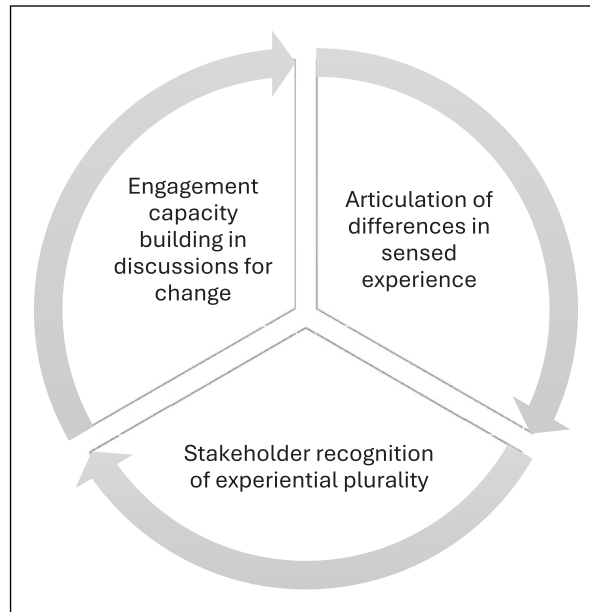 Engagement
capacity
building in
discussions for
change
Articulation of
differences in
sensed
experience
Stakeholder recognition
of experiential plurality